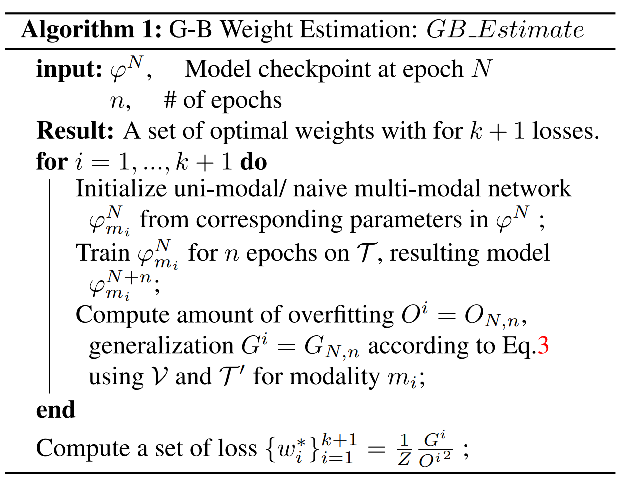 Algorithm 1: G-B Weight Estimation: GB_Estimate
input: φ^N, Model checkpoint at epoch N
n, # of epochs
Result: A set of optimal weights with for k + 1 losses.
for i = 1, ..., k + 1 do
Initialize uni-modal/ naive multi-modal network
φ^N_{m_i} from corresponding parameters in φ^N ;
Train φ^N_{m_i} for n epochs on 𝒯, resulting model
φ^{N+n}_{m_i};
Compute amount of overfitting O^i = O_{N,n},
generalization G^i = G_{N,n} according to Eq.3
using 𝒱 and 𝒯′ for modality m_i;
end
Compute a set of loss {w_i^*}_{i=1}^{k+1} = \frac{1}{Z} \frac{G^i}{O^{i2}} ;